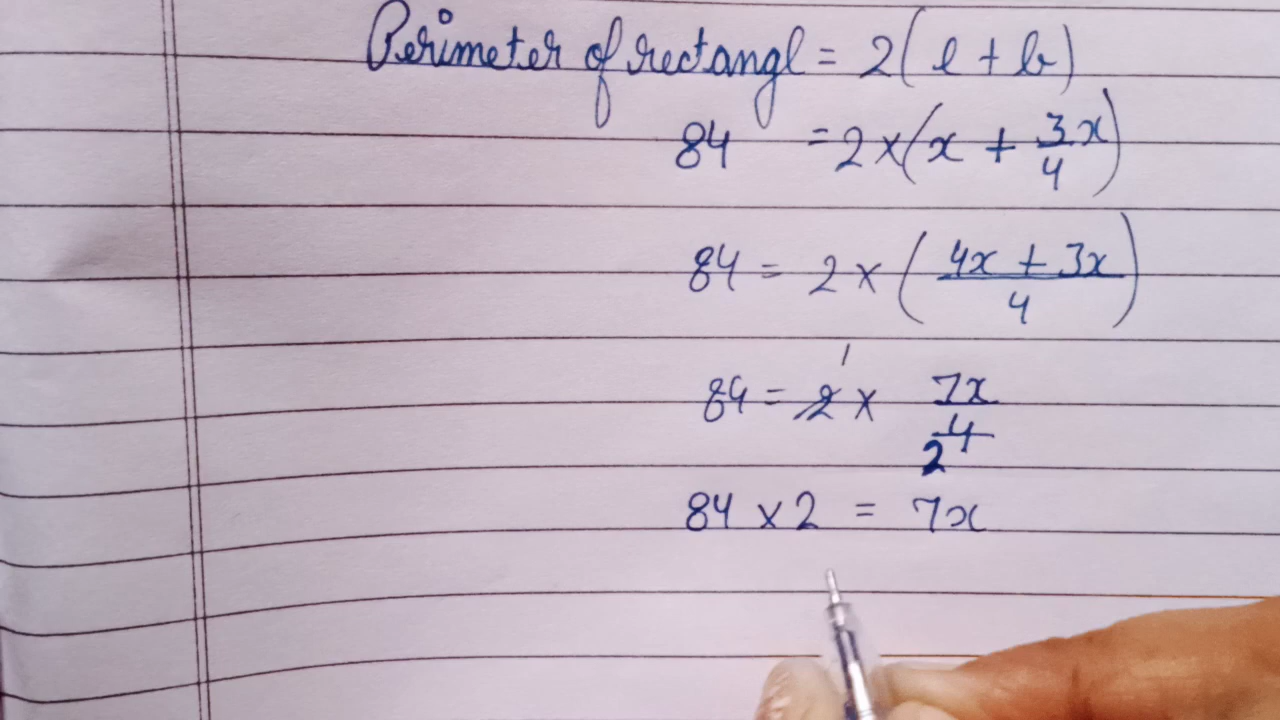 Perimeter of rectangl = 2(l + b)
84 = 2 × (x + 3/4 x)
84 = 2 × ((4x + 3x)/4)
84 = 2 1 × 7x/4 2
84 × 2 = 7x